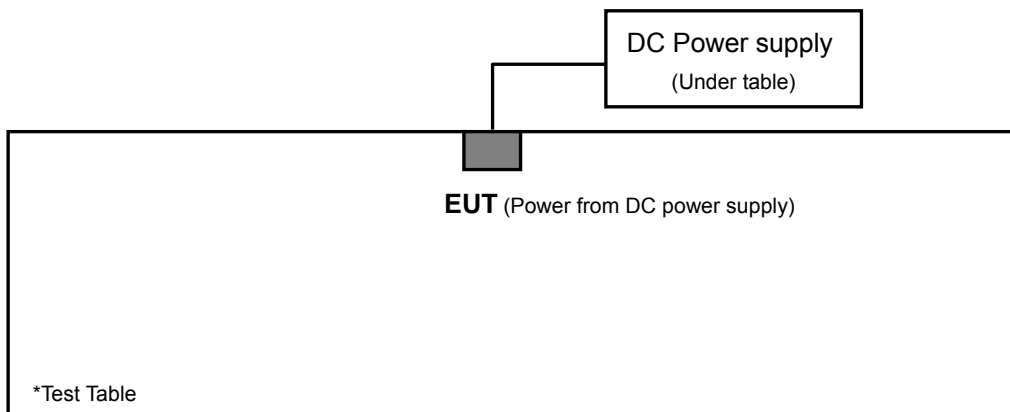 DC Power supply
(Under table)
EUT (Power from DC power supply)
*Test Table